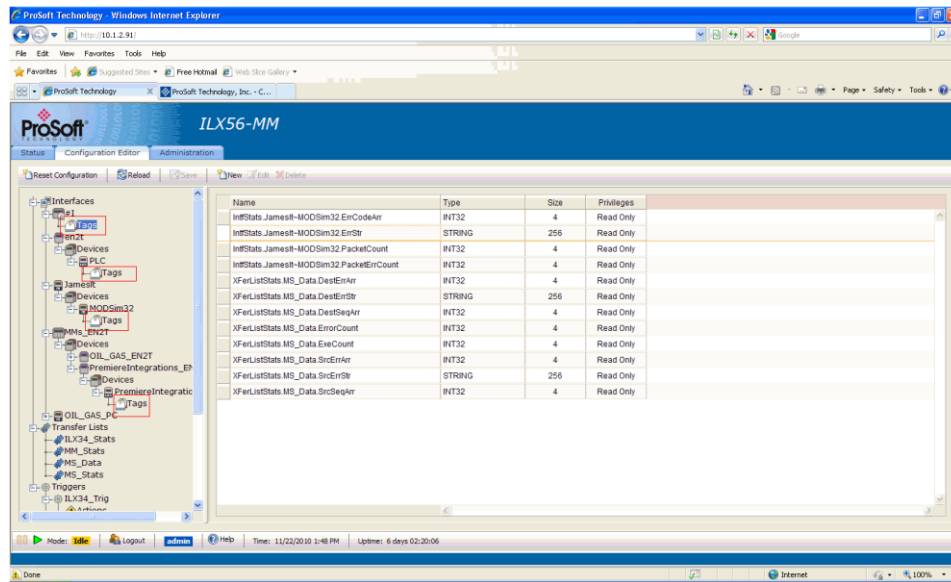 ProSoft Technology - Windows Internet Explorer
http://10.1.2.91/
Google
File Edit View Favorites Tools Help
Favorites Suggested Sites Free Hotmail Web Slice Gallery
ProSoft Technology X ProSoft Technology, Inc. - C...
Page Safety Tools
ProSoft
TECHNOLOGY
ILX56-MM
Status Configuration Editor Administration
Reset Configuration Reload Save New Edit Delete
Interfaces
#I
Tags
en2t
Devices
PLC
Tags
JamesIt
Devices
MODSim32
Tags
MMs_EN2T
Devices
OIL_GAS_EN2T
PremiereIntegrations_EN
Devices
PremiereIntegratic
Tags
OIL_GAS_PC
Transfer Lists
ILX34_Stats
MM_Stats
MS_Data
MS_Stats
Triggers
ILX34_Trig
Actions
Name Type Size Privileges
IntfStats.JamesIt~MODSim32.ErrCodeArr INT32 4 Read Only
IntfStats.JamesIt~MODSim32.ErrStr STRING 256 Read Only
IntfStats.JamesIt~MODSim32.PacketCount INT32 4 Read Only
IntfStats.JamesIt~MODSim32.PacketErrCount INT32 4 Read Only
XFerListStats.MS_Data.DestErrArr INT32 4 Read Only
XFerListStats.MS_Data.DestErrStr STRING 256 Read Only
XFerListStats.MS_Data.DestSeqArr INT32 4 Read Only
XFerListStats.MS_Data.ErrorCount INT32 4 Read Only
XFerListStats.MS_Data.ExeCount INT32 4 Read Only
XFerListStats.MS_Data.SrcErrArr INT32 4 Read Only
XFerListStats.MS_Data.SrcErrStr STRING 256 Read Only
XFerListStats.MS_Data.SrcSeqArr INT32 4 Read Only
Mode: Idle Logout admin Help Time: 11/22/2010 1:48 PM Uptime: 6 days 02:20:06
Done Internet 100%